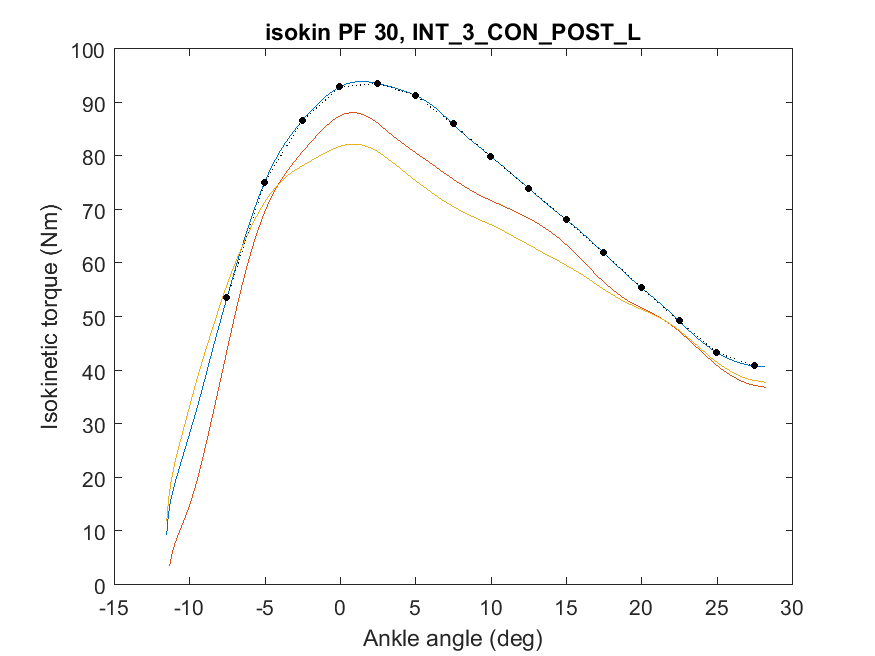 isokin PF 30, INT_3_CON_POST_L
100
90
80
70
60
50
40
30
20
10
0
Isokinetic torque (Nm)
-15 -10 -5 0 5 10 15 20 25 30
Ankle angle (deg)